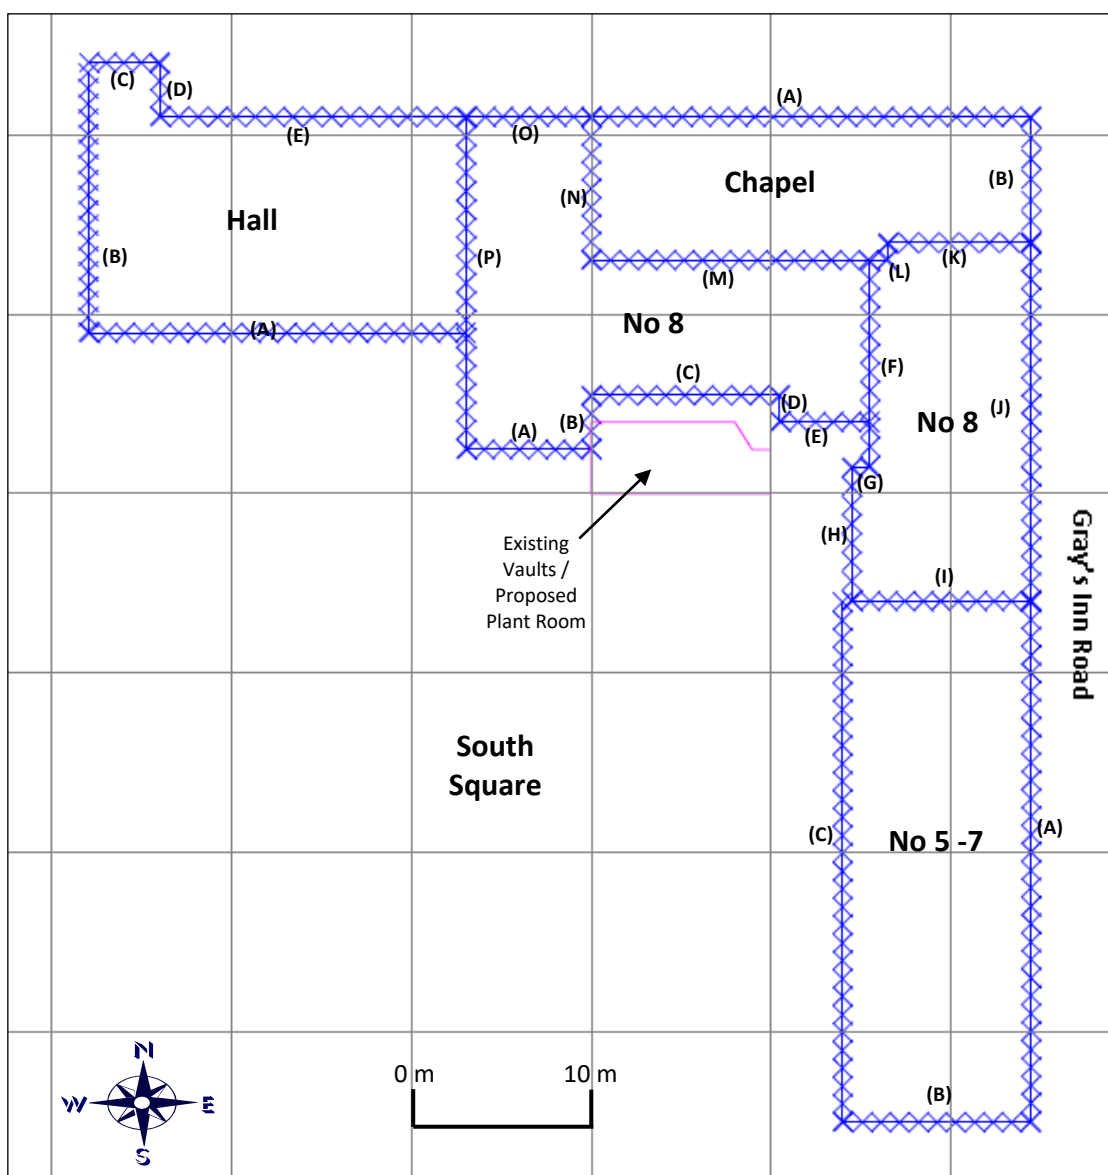 (C)
(D)
(A)
(E)
(O)
Chapel
(B)
(N)
Hall
(B)
(P)
(K)
(L)
(M)
(A)
No 8
(F)
(C)
(D)
(J)
(A)
(B)
(E)
No 8
(G)
Existing
Vaults /
Proposed
Plant Room
(H)
(I)
Gray's Inn Road
South
Square
(C)
No 5 -7
(A)
N
W E
S
0 m
10 m
(B)